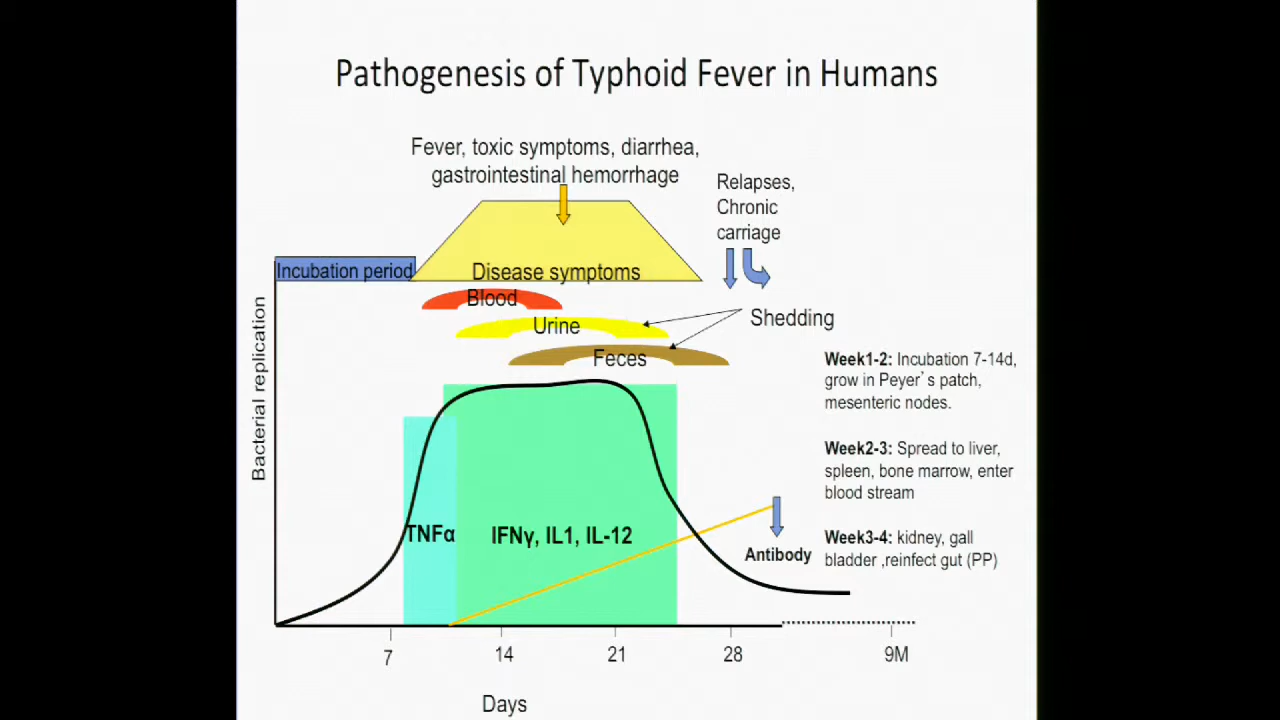 Pathogenesis of Typhoid Fever in Humans
Fever, toxic symptoms, diarrhea,
gastrointestinal hemorrhage
Relapses,
Chronic
carriage
Incubation period
Disease symptoms
Blood
Urine
Feces
Shedding
Bacterial replication
TNFα
IFNγ, IL1, IL-12
Antibody
Week1-2: Incubation 7-14d,
grow in Peyer's patch,
mesenteric nodes.
Week2-3: Spread to liver,
spleen, bone marrow, enter
blood stream
Week3-4: kidney, gall
bladder ,reinfect gut (PP)
7
14
21
28
9M
Days